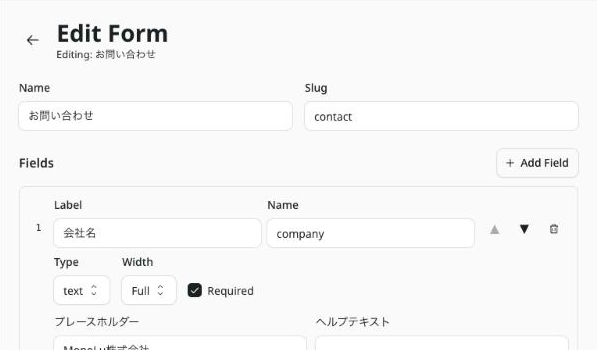 Edit Form
Editing: お問い合わせ
Name Slug
お問い合わせ contact
Fields + Add Field
Label Name
1 会社名 company
Type Width
text Full Required
プレースホルダー ヘルプテキスト